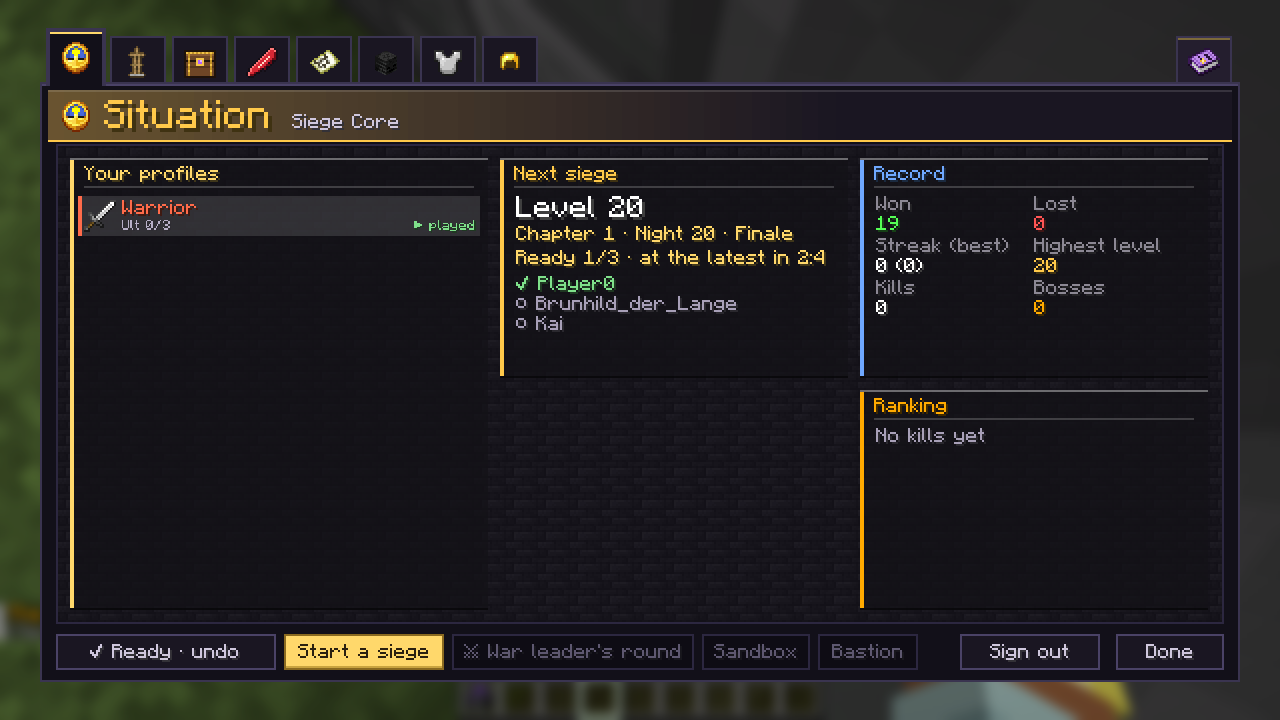 Situation Siege Core
Your profiles
Warrior
Ult 0/3
▶ played
Next siege
Level 20
Chapter 1 · Night 20 · Finale
Ready 1/3 · at the latest in 2:4
✓ Player0
○ Brunhild_der_Lange
○ Kai
Record
Won Lost
19 0
Streak (best) Highest level
0 (0) 20
Kills Bosses
0 0
Ranking
No kills yet
✓ Ready · undo
Start a siege
⚔ War leader's round
Sandbox
Bastion
Sign out
Done